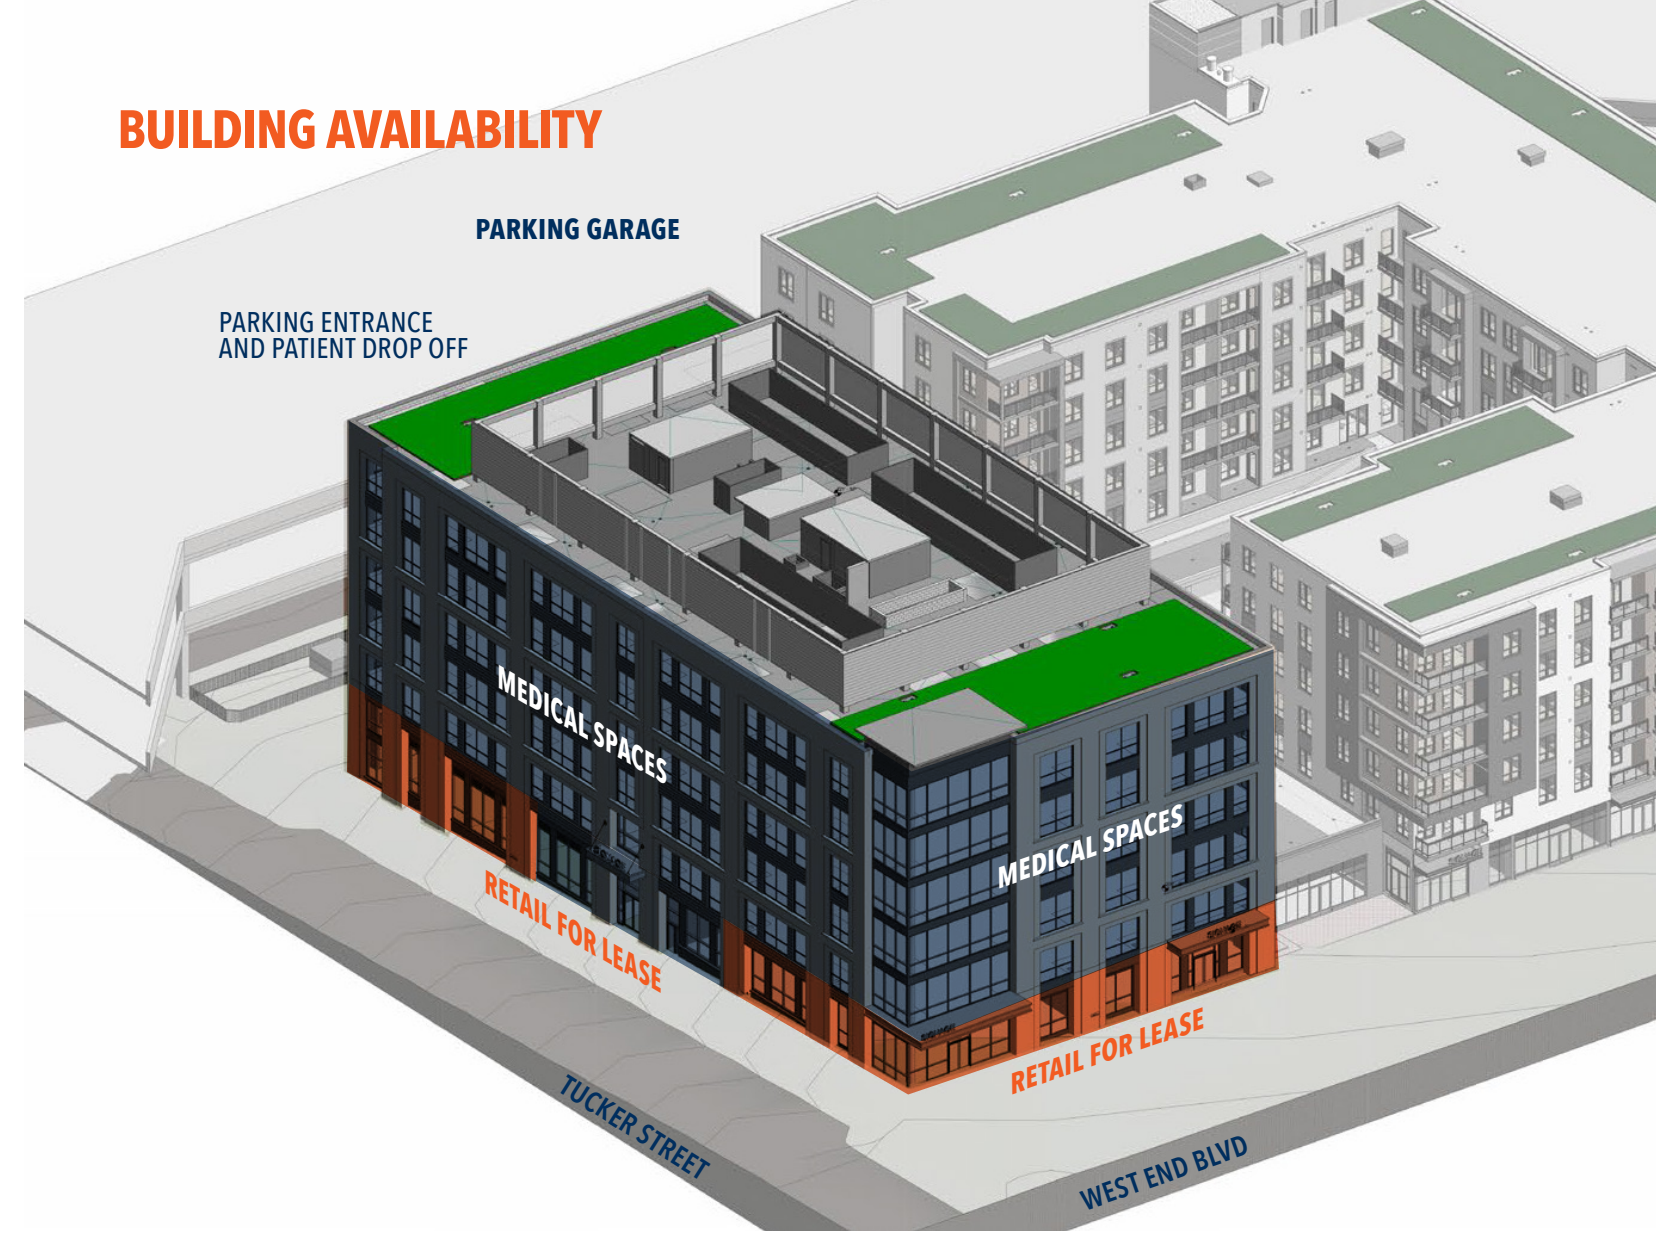 BUILDING AVAILABILITY
PARKING GARAGE
PARKING ENTRANCE
AND PATIENT DROP OFF
MEDICAL SPACES
MEDICAL SPACES
RETAIL FOR LEASE
RETAIL FOR LEASE
TUCKER STREET
WEST END BLVD